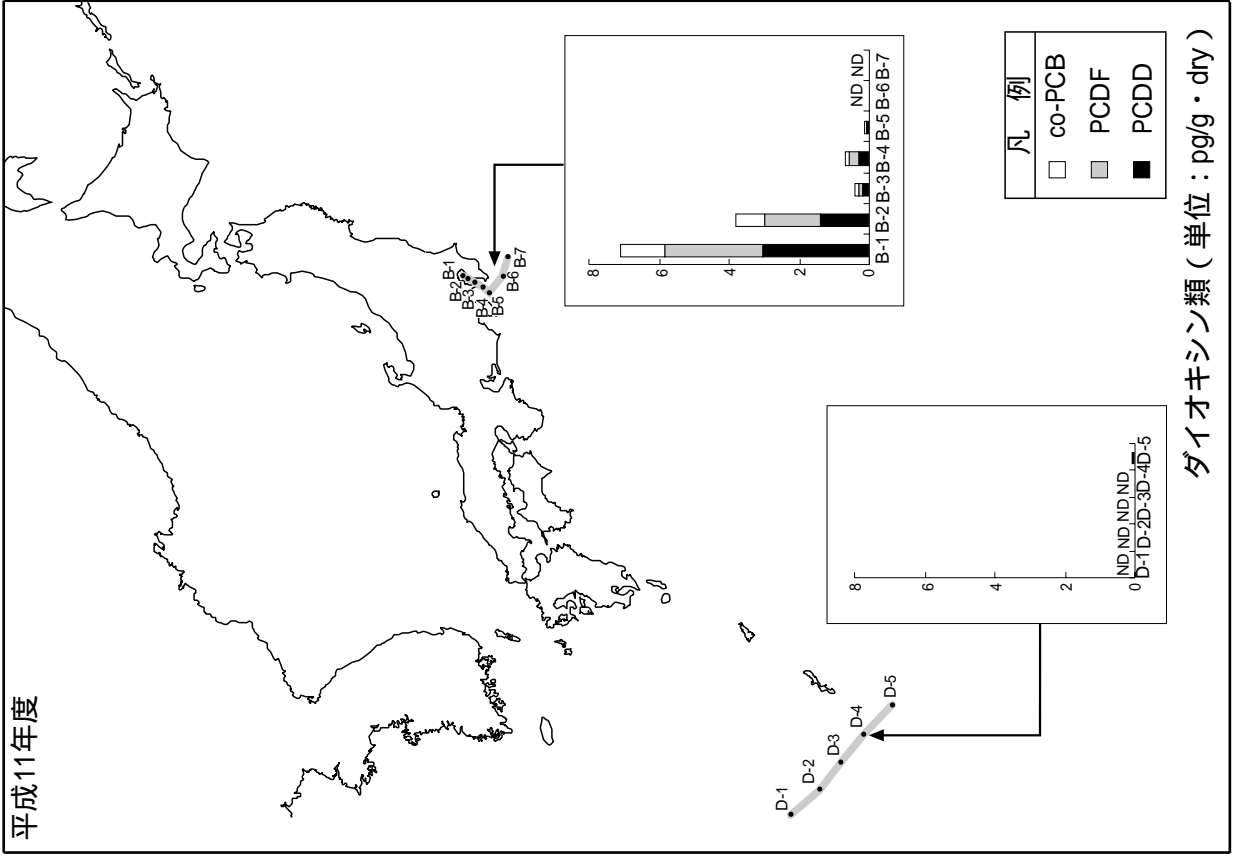 平成11年度
B-1
B-2
B-3
B-4
B-5
B-6
B-7
8
6
4
2
0
ND ND
B-1 B-2 B-3 B-4 B-5 B-6 B-7
D-1
D-2
D-3
D-4
D-5
8
6
4
2
0
ND ND ND ND
D-1 D-2 D-3 D-4 D-5
凡 例
co-PCB
PCDF
PCDD
ダイオキシン類（単位：pg/g・dry）